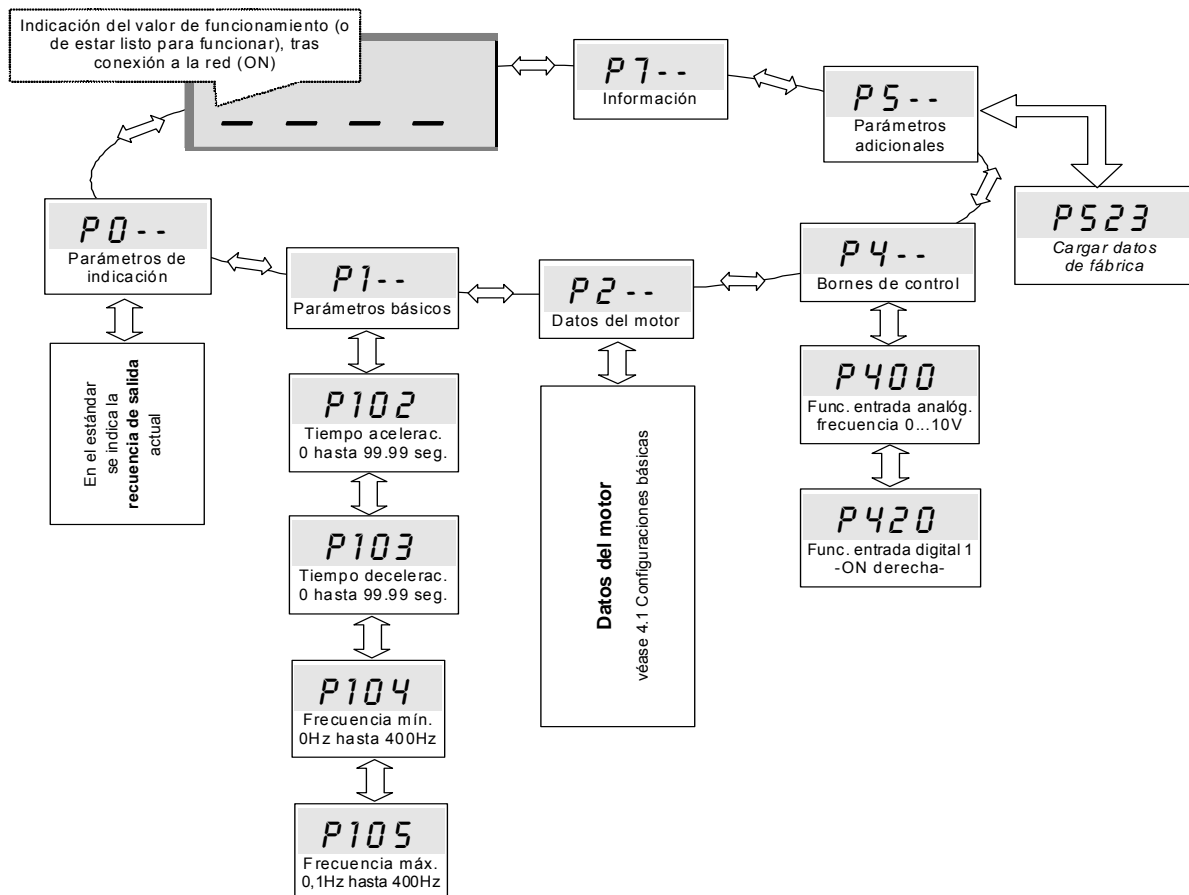 Indicación del valor de funcionamiento (o
de estar listo para funcionar), tras
conexión a la red (ON)
_ _ _ _
P7--
Información
P5--
Parámetros
adicionales
P523
Cargar datos
de fábrica
P0--
Parámetros de
indicación
P1--
Parámetros básicos
P2--
Datos del motor
P4--
Bornes de control
En el estándar
se indica la
recuencia de salida
actual
P102
Tiempo acelerac.
0 hasta 99.99 seg.
P103
Tiempo decelerac.
0 hasta 99.99 seg.
P104
Frecuencia mín.
0Hz hasta 400Hz
P105
Frecuencia máx.
0,1Hz hasta 400Hz
Datos del motor
véase 4.1 Configuraciones básicas
P400
Func. entrada analóg.
frecuencia 0...10V
P420
Func. entrada digital 1
-ON derecha-